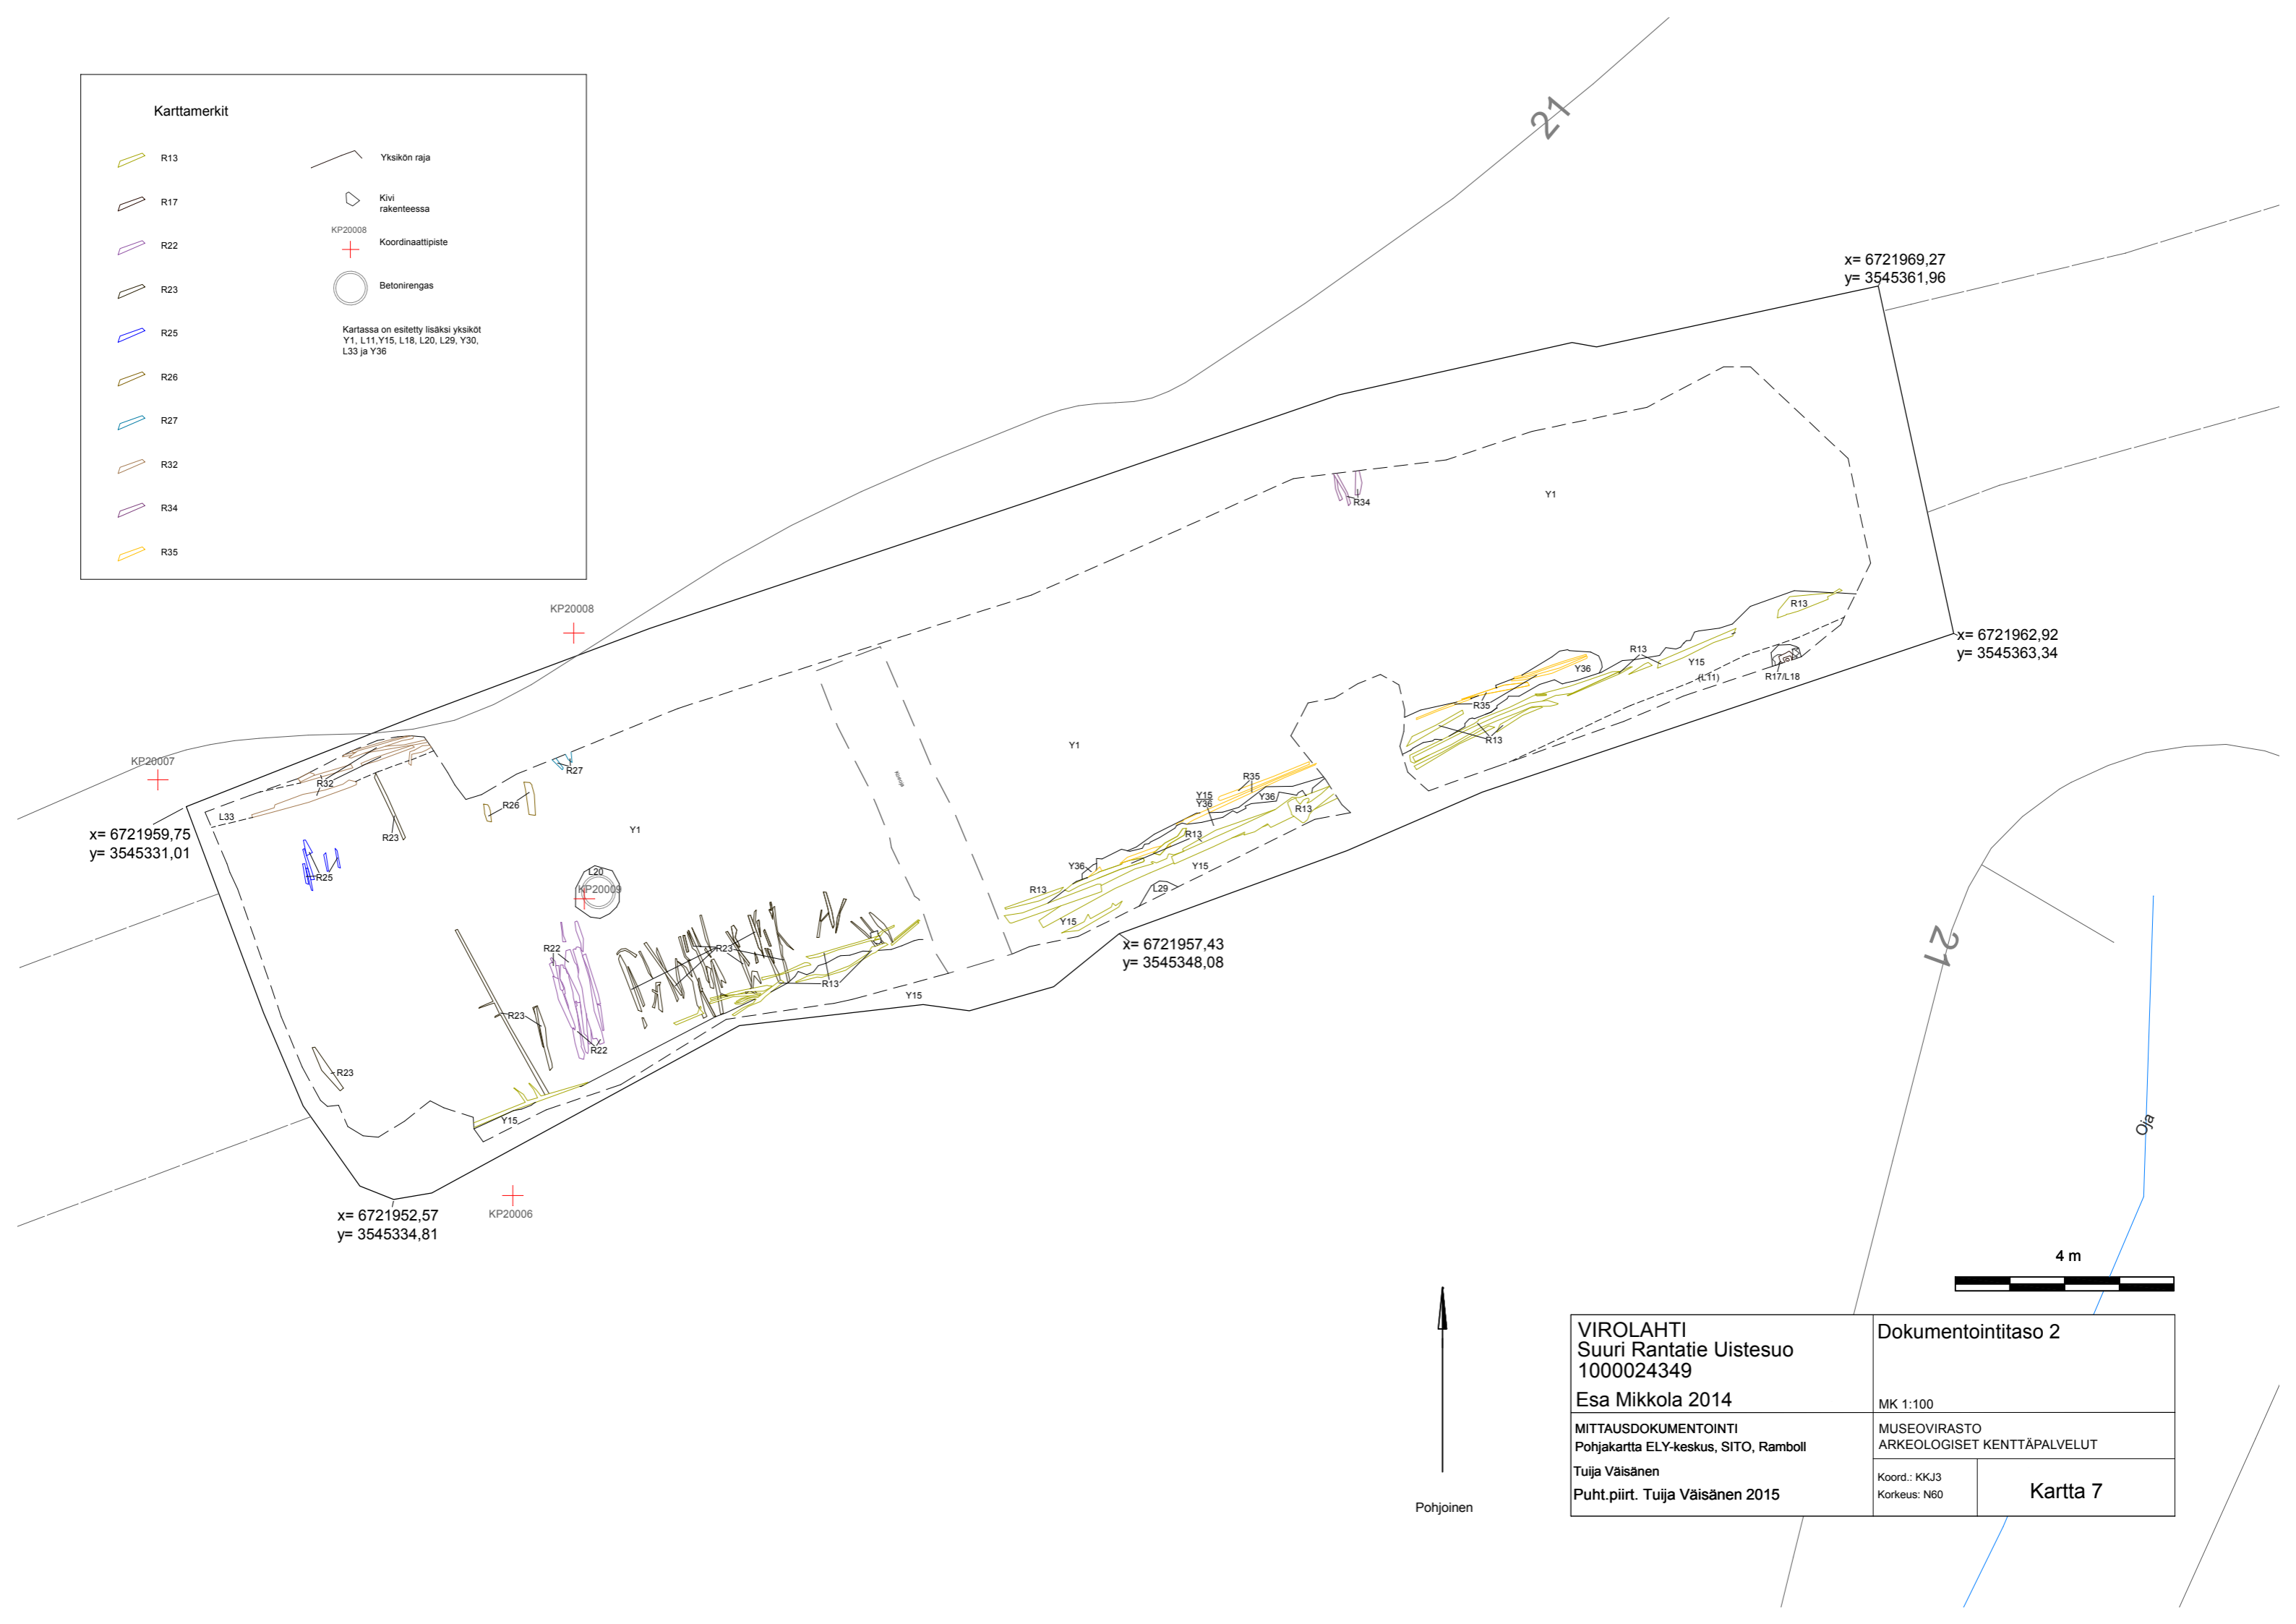 Karttamerkit
R13
R17
R22
R23
R25
R26
R27
R32
R34
R35
Yksikön raja
Kivi
rakenteessa
KP20008
Koordinaattipiste
Betonirengas
Kartassa on esitetty lisäksi yksiköt
Y1, L11,Y15, L18, L20, L29, Y30,
L33 ja Y36
21
x= 6721969,27
y= 3545361,96
R34
Y1
KP20008
R13
x= 6721962,92
y= 3545363,34
R13
Y15
Y36
(L11)
R17/L18
R35
R13
Y1
KP20007
R27
R32
R26
R35
Y15
Y36
Y36
R13
L33
R23
Y1
x= 6721959,75
y= 3545331,01
R13
R25
L20
KP20009
Y36
Y15
R13
L29
Y15
R22
R23
x= 6721957,43
y= 3545348,08
21
R13
Y15
R23
R22
R23
Y15
Oja
x= 6721952,57
y= 3545334,81
KP20006
4 m
Pohjoinen
VIROLAHTI
Suuri Rantatie Uistesuo
1000024349
Esa Mikkola 2014
Dokumentointitaso 2
MK 1:100
MITTAUSDOKUMENTOINTI
Pohjakartta ELY-keskus, SITO, Ramboll
Tuija Väisänen
Puht.piirt. Tuija Väisänen 2015
MUSEOVIRASTO
ARKEOLOGISET KENTTÄPALVELUT
Koord.: KKJ3
Korkeus: N60
Kartta 7